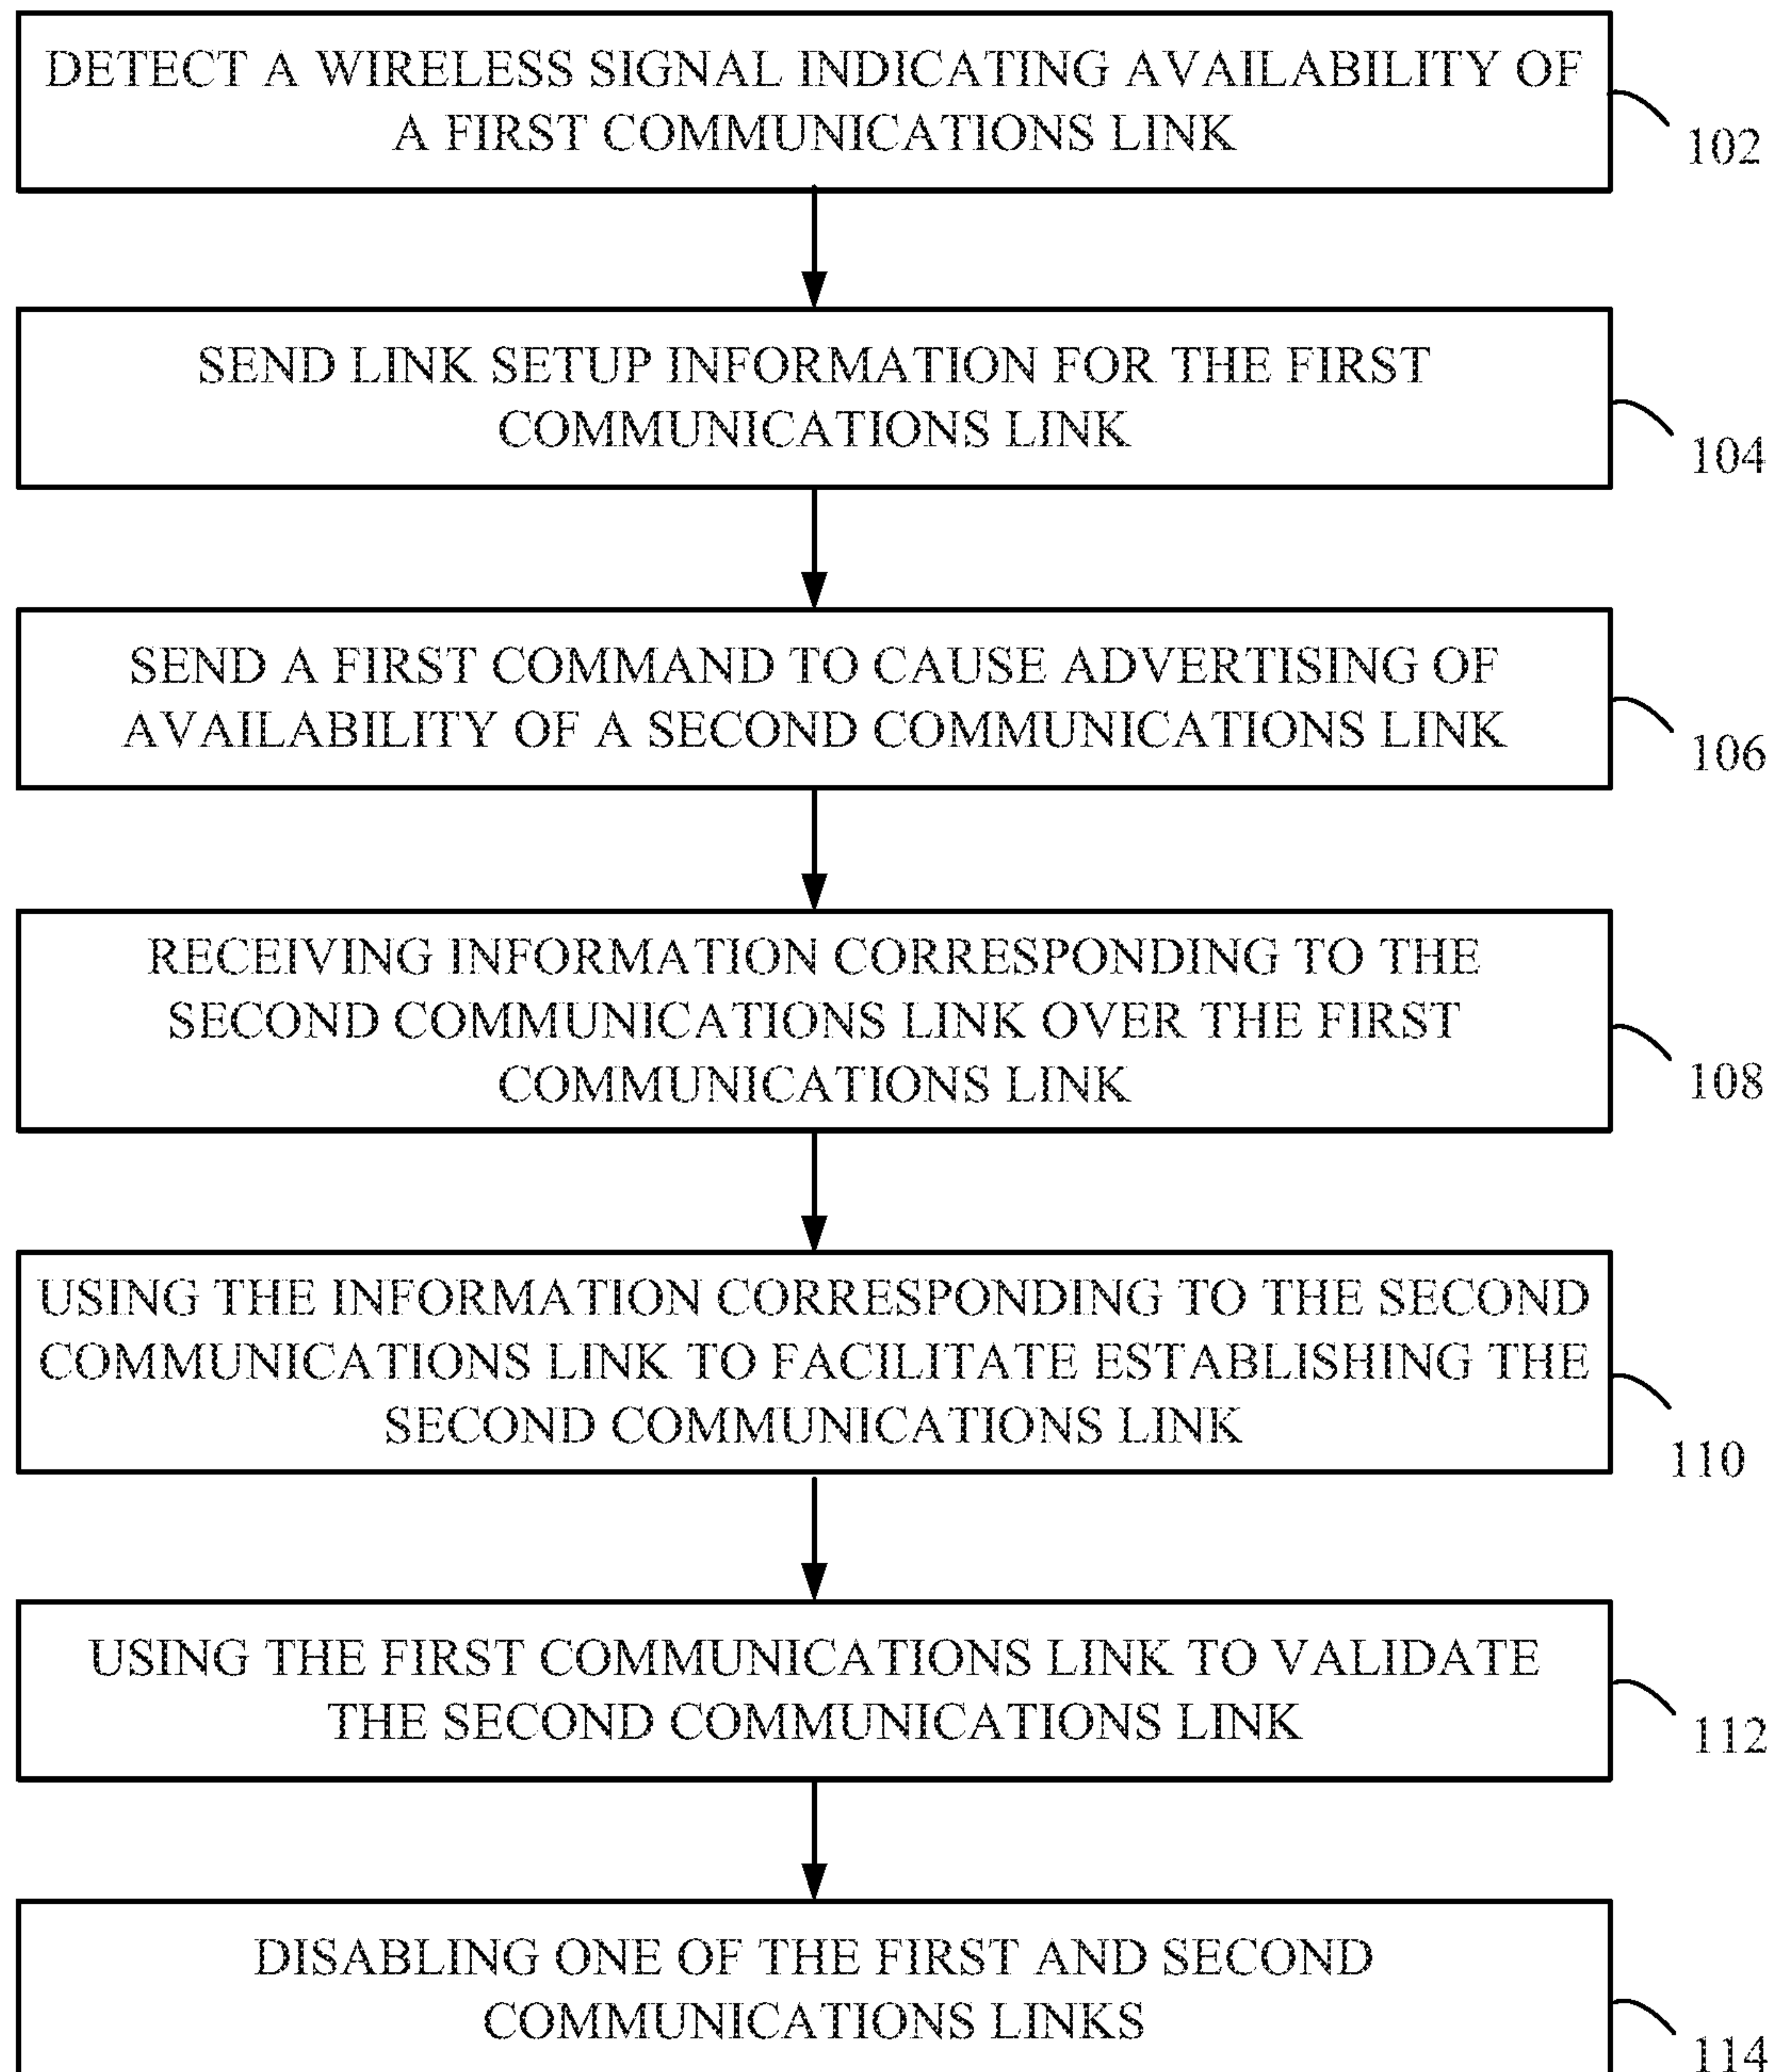 DETECT A WIRELESS SIGNAL INDICATING AVAILABILITY OF
A FIRST COMMUNICATIONS LINK
102
SEND LINK SETUP INFORMATION FOR THE FIRST
COMMUNICATIONS LINK
104
SEND A FIRST COMMAND TO CAUSE ADVERTISING OF
AVAILABILITY OF A SECOND COMMUNICATIONS LINK
106
RECEIVING INFORMATION CORRESPONDING TO THE
SECOND COMMUNICATIONS LINK OVER THE FIRST
COMMUNICATIONS LINK
108
USING THE INFORMATION CORRESPONDING TO THE SECOND
COMMUNICATIONS LINK TO FACILITATE ESTABLISHING THE
SECOND COMMUNICATIONS LINK
110
USING THE FIRST COMMUNICATIONS LINK TO VALIDATE
THE SECOND COMMUNICATIONS LINK
112
DISABLING ONE OF THE FIRST AND SECOND
COMMUNICATIONS LINKS
114